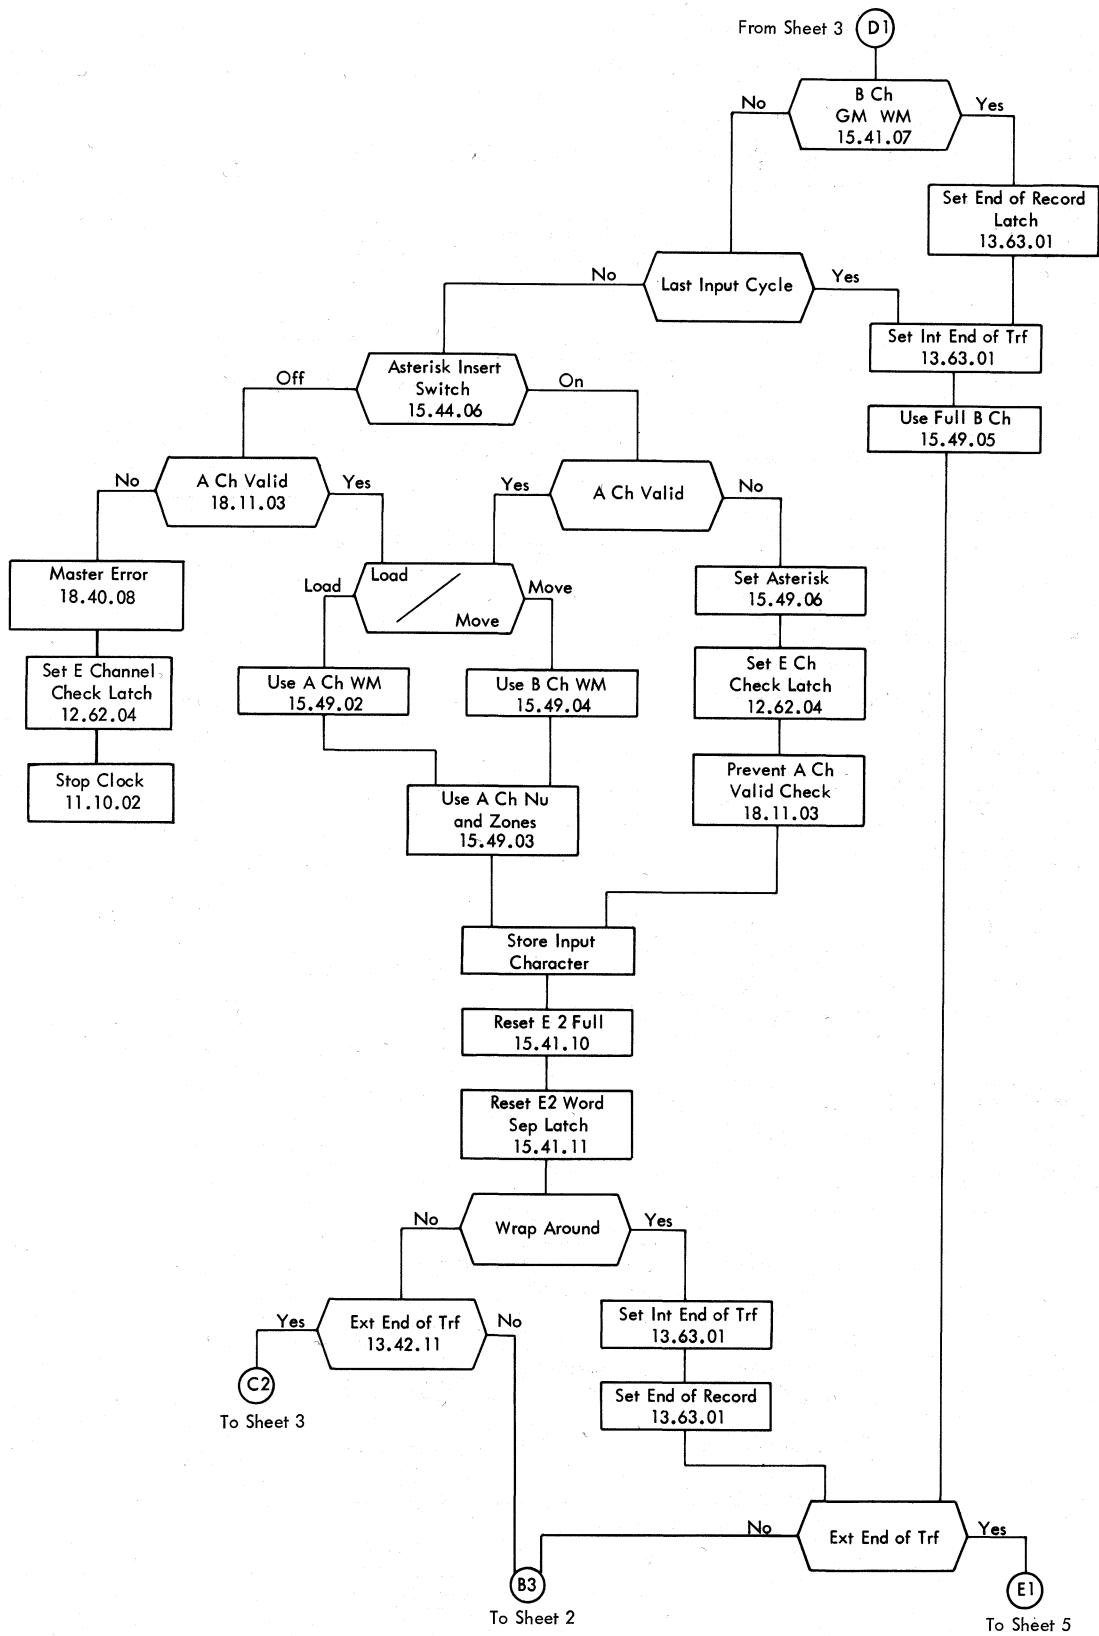 From Sheet 3
D1
B Ch
GM WM
15.41.07
No
Yes
Set End of Record
Latch
13.63.01
Last Input Cycle
No
Yes
Set Int End of Trf
13.63.01
Asterisk Insert
Switch
15.44.06
Off
On
Use Full B Ch
15.49.05
A Ch Valid
18.11.03
No
Yes
A Ch Valid
Yes
No
Master Error
18.40.08
Load
Load
Move
Move
Set Asterisk
15.49.06
Set E Channel
Check Latch
12.62.04
Use A Ch WM
15.49.02
Use B Ch WM
15.49.04
Set E Ch
Check Latch
12.62.04
Stop Clock
11.10.02
Use A Ch Nu
and Zones
15.49.03
Prevent A Ch
Valid Check
18.11.03
Store Input
Character
Reset E 2 Full
15.41.10
Reset E2 Word
Sep Latch
15.41.11
Wrap Around
No
Yes
Ext End of Trf
13.42.11
Yes
No
Set Int End of Trf
13.63.01
C2
To Sheet 3
Set End of Record
13.63.01
Ext End of Trf
No
Yes
B3
To Sheet 2
E1
To Sheet 5